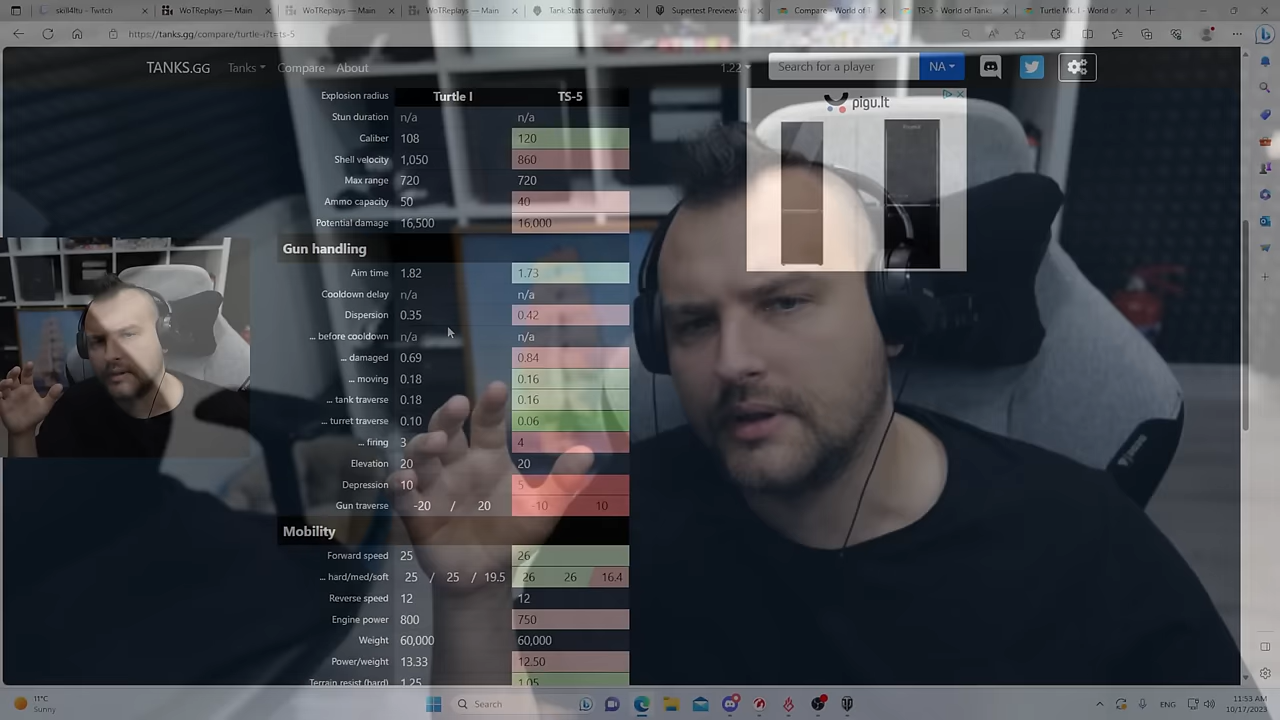 skill4ltu - Twitch
WoTReplays — Main
WoTReplays — Main
WoTReplays — Main
Tank Stats carefully
Supertest Preview:
Compare - World of T
TS-5 - World of Tanks
Turtle Mk. I - World of
https://tanks.gg/compare/turtle-i?t=ts-5
TANKS.GG
Tanks
Compare
About
1.22
Search for a player
NA
Explosion radius Turtle I TS-5
Stun duration n/a n/a
Caliber 108 120
Shell velocity 1,050 860
Max range 720 720
Ammo capacity 50 40
Potential damage 16,500 16,000
Gun handling
Aim time 1.82 1.73
Cooldown delay n/a n/a
Dispersion 0.35 0.42
... before cooldown n/a n/a
... damaged 0.69 0.84
... moving 0.18 0.16
... tank traverse 0.18 0.16
... turret traverse 0.10 0.06
... firing 3 4
Elevation 20 20
Depression 10 5
Gun traverse -20 / 20 -10 10
Mobility
Forward speed 25 26
... hard/med/soft 25 / 25 / 19.5 26 26 16.4
Reverse speed 12 12
Engine power 800 750
Weight 60,000 60,000
Power/weight 13.33 12.50
Terrain resist (hard) 1.25 1.05
pigu.lt
11°C
Sunny
Search
ENG
11:53 AM
10/17/2023